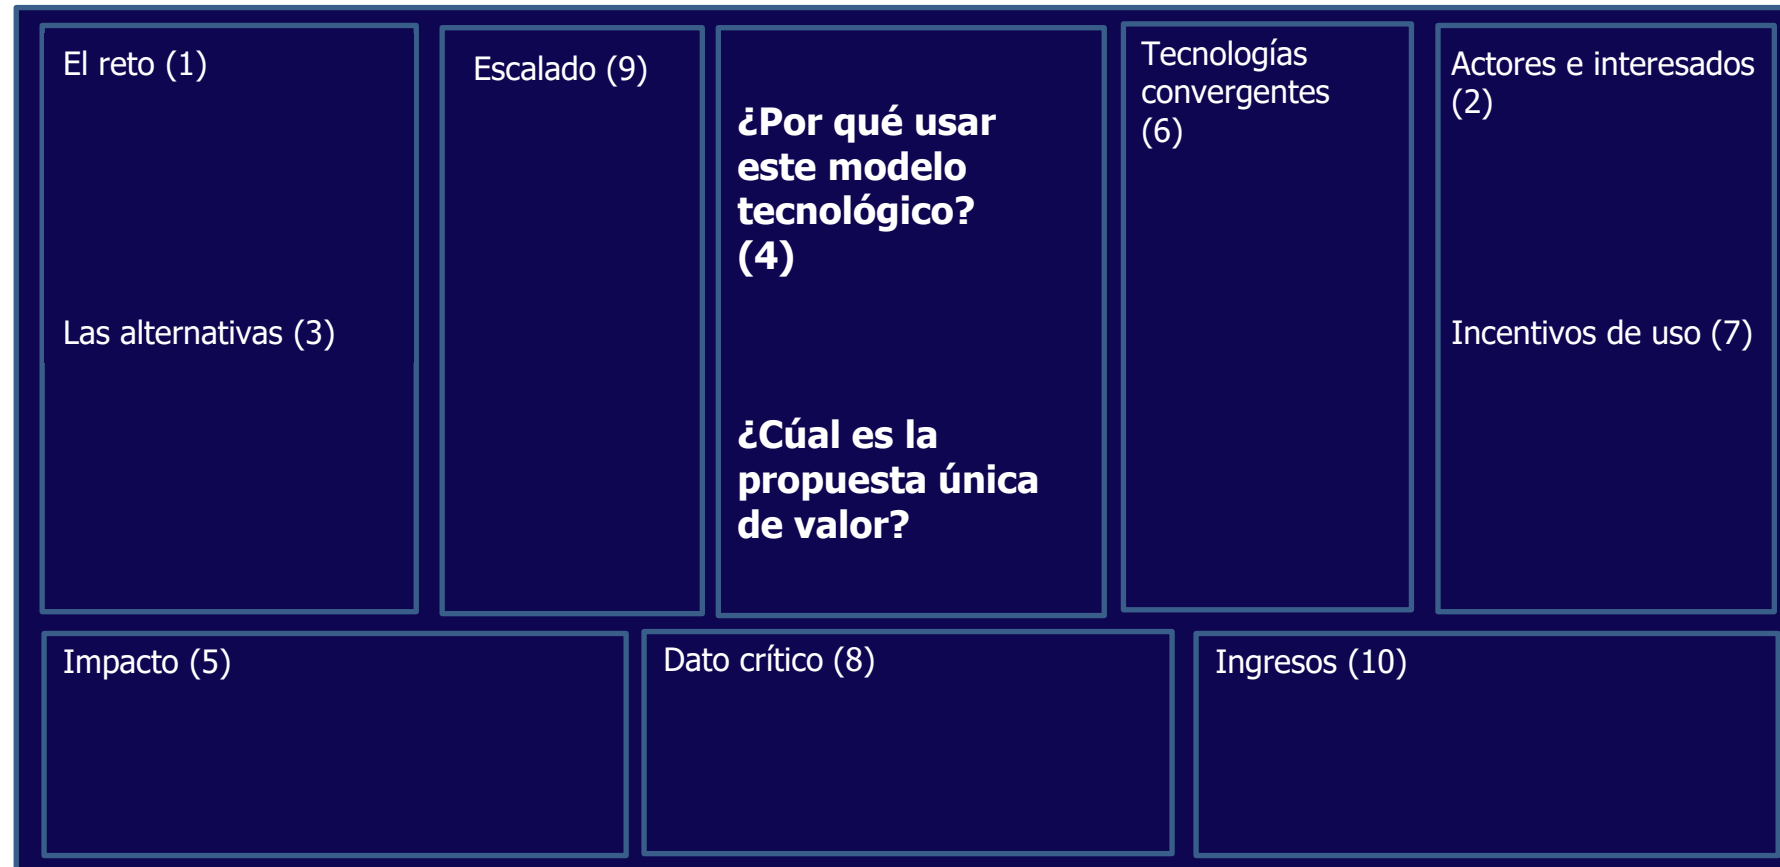 El reto (1)
Las alternativas (3)
Escalado (9)
¿Por qué usar
este modelo
tecnológico?
(4)
¿Cúal es la
propuesta única
de valor?
Tecnologías
convergentes
(6)
Actores e interesados
(2)
Incentivos de uso (7)
Impacto (5)
Dato crítico (8)
Ingresos (10)